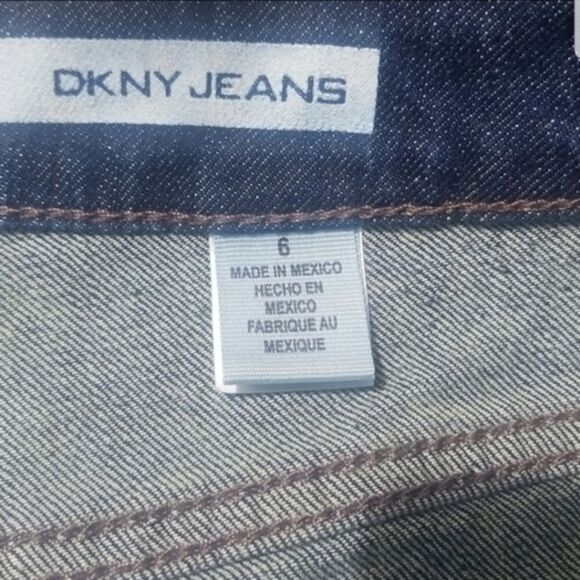 DKNY JEANS
6
MADE IN MEXICO
HECHO EN
MEXICO
FABRIQUE AU
MEXIQUE